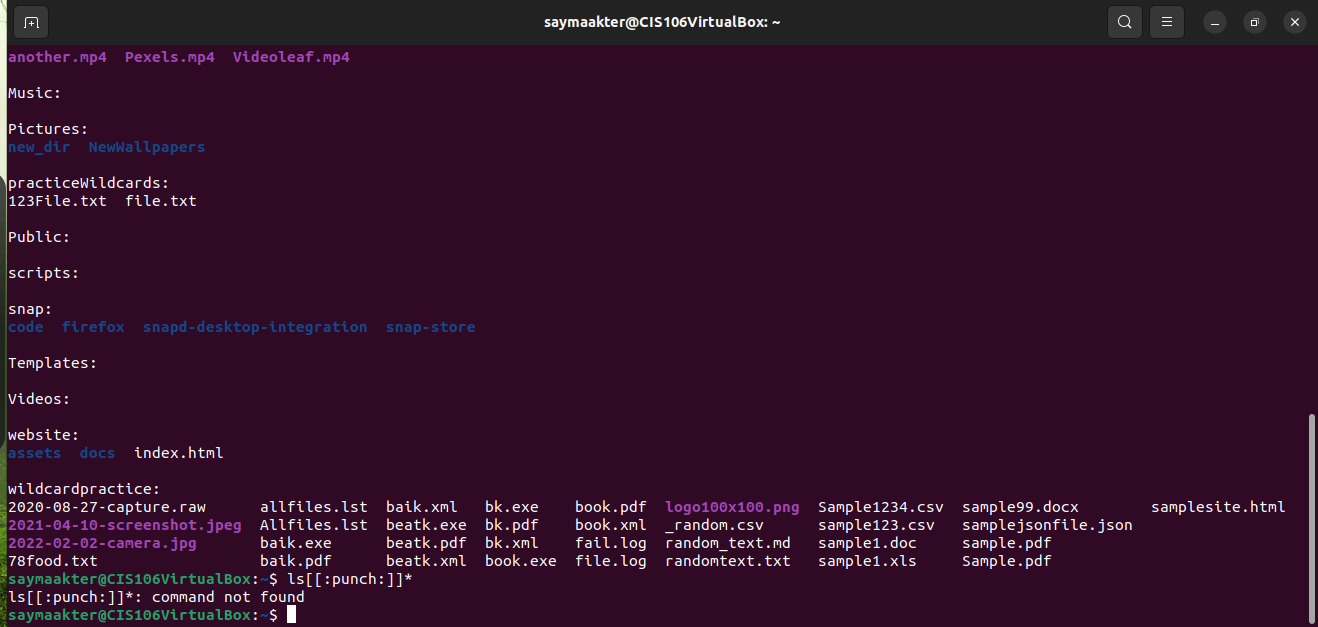 saymaakter@CIS106VirtualBox: ~
another.mp4  Pexels.mp4  Videoleaf.mp4
Music:
Pictures:
new_dir  NewWallpapers
practiceWildcards:
123File.txt  file.txt
Public:
scripts:
snap:
code  firefox  snapd-desktop-integration  snap-store
Templates:
Videos:
website:
assets  docs  index.html
wildcardpractice:
2020-08-27-capture.raw      allfiles.lst  baik.xml   bk.exe    book.pdf  logo100x100.png  Sample1234.csv  sample99.docx        samplesite.html
2021-04-10-screenshot.jpeg  Allfiles.lst  beatk.exe  bk.pdf    book.xml  _random.csv      sample123.csv   samplejsonfile.json
2022-02-02-camera.jpg       baik.exe      beatk.pdf  bk.xml    fail.log  random_text.md   sample1.doc     sample.pdf
78food.txt                  baik.pdf      beatk.xml  book.exe  file.log  randomtext.txt   sample1.xls     Sample.pdf
saymaakter@CIS106VirtualBox:~$ ls[[:punch:]]*
ls[[:punch:]]*: command not found
saymaakter@CIS106VirtualBox:~$